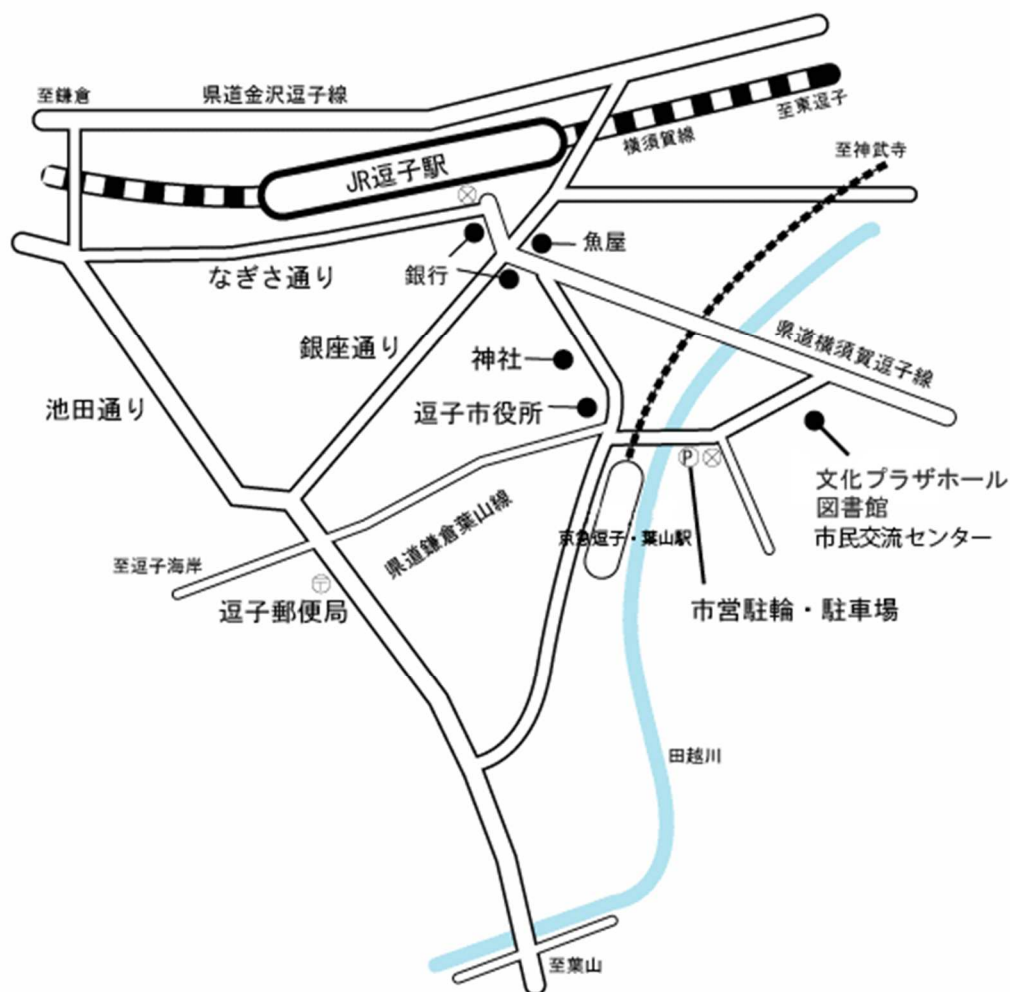 至鎌倉
県道金沢逗子線
至東逗子
横須賀線
至神武寺
JR逗子駅
魚屋
なぎさ通り
銀行
銀座通り
県道横須賀逗子線
神社
池田通り
逗子市役所
P
文化プラザホール
図書館
市民交流センター
県道鎌倉葉山線
京急逗子・葉山駅
至逗子海岸
〒
逗子郵便局
市営駐輪・駐車場
田越川
至葉山